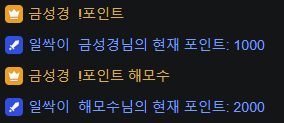 금성경 !포인트
일싹이 금성경님의 현재 포인트: 1000
금성경 !포인트 해모수
일싹이 해모수님의 현재 포인트: 2000